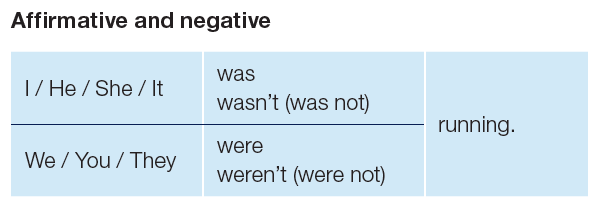 Affirmative and negative
I / He / She / It
was
wasn’t (was not)
running.
We / You / They
were
weren’t (were not)